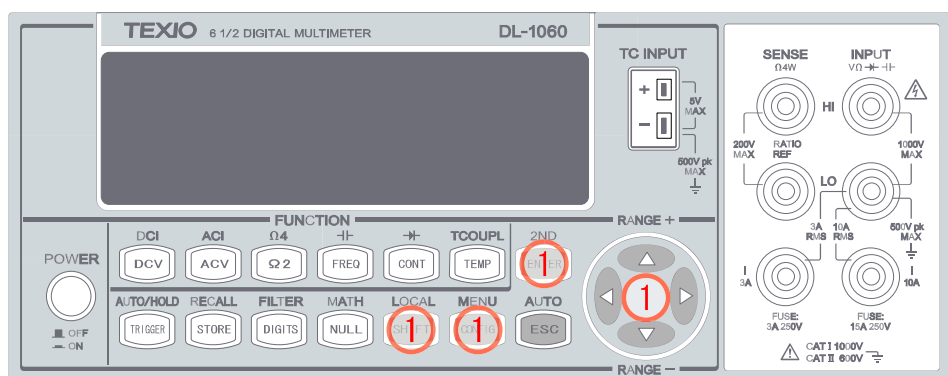 TEXIO 6 1/2 DIGITAL MULTIMETER DL-1060
TC INPUT
+
−
5V
MAX
500V pk
MAX
SENSE
Ω4W
INPUT
VΩ
HI
200V
MAX
RATIO
REF
1000V
MAX
LO
3A
RMS
10A
RMS
500V pk
MAX
I
3A
I
10A
FUSE:
3A 250V
FUSE:
15A 250V
CAT I 1000V
CAT II 600V
FUNCTION
RANGE +
DCI ACI Ω4 TCOUPL 2ND
POWER
DCV ACV Ω2 FREQ CONT TEMP ENTER
1
1
AUTO/HOLD RECALL FILTER MATH LOCAL MENU AUTO
TRIGGER STORE DIGITS NULL SHIFT CONFIG ESC
1
1
OFF
ON
RANGE −